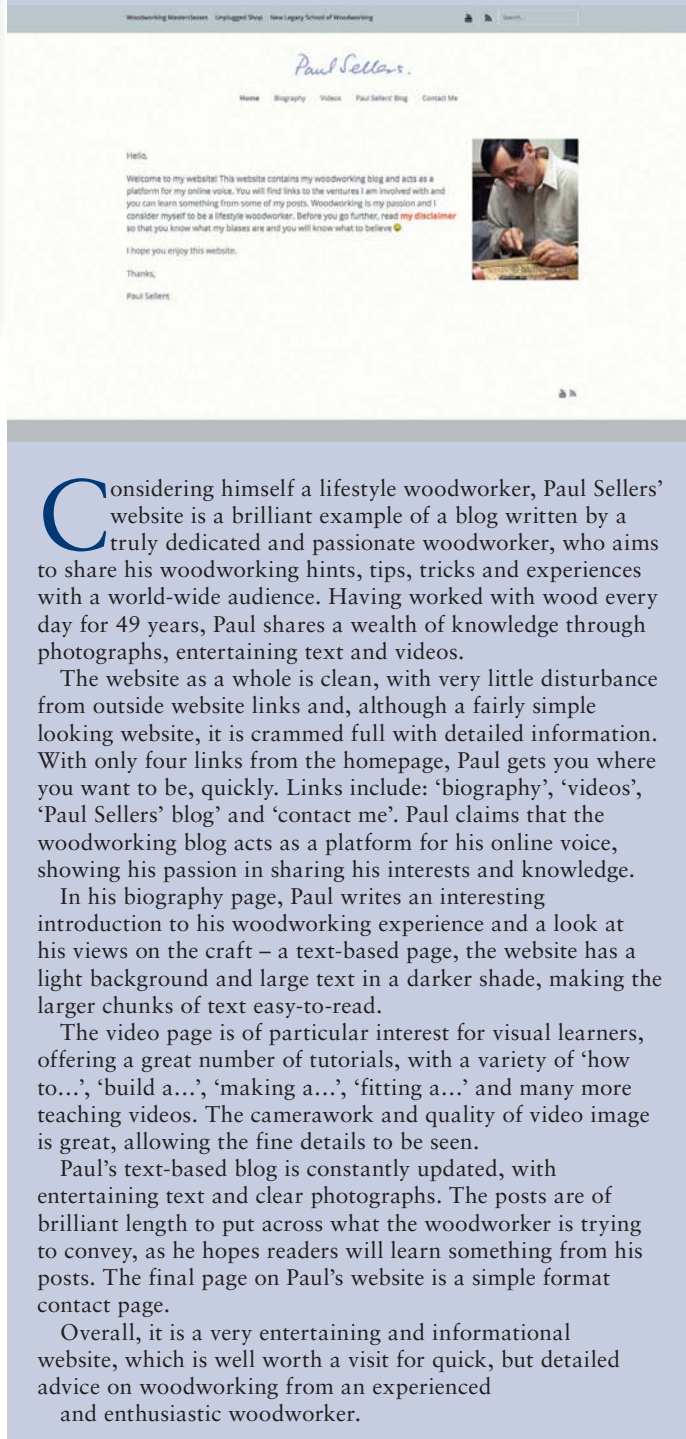 Woodworking Masterclasses Unplugged Shop New Legacy School of Woodworking
Search...
Paul Sellers.
Home Biography Videos Paul Sellers' Blog Contact Me
Hello,
Welcome to my website! This website contains my woodworking blog and acts as a
platform for my online voice. You will find links to the ventures I am involved with and
you can learn something from some of my posts. Woodworking is my passion and I
consider myself to be a lifestyle woodworker. Before you go further, read my disclaimer
so that you know what my biases are and you will know what to believe
I hope you enjoy this website.
Thanks,
Paul Sellers
Considering himself a lifestyle woodworker, Paul Sellers’
website is a brilliant example of a blog written by a
truly dedicated and passionate woodworker, who aims
to share his woodworking hints, tips, tricks and experiences
with a world-wide audience. Having worked with wood every
day for 49 years, Paul shares a wealth of knowledge through
photographs, entertaining text and videos.
The website as a whole is clean, with very little disturbance
from outside website links and, although a fairly simple
looking website, it is crammed full with detailed information.
With only four links from the homepage, Paul gets you where
you want to be, quickly. Links include: ‘biography’, ‘videos’,
‘Paul Sellers’ blog’ and ‘contact me’. Paul claims that the
woodworking blog acts as a platform for his online voice,
showing his passion in sharing his interests and knowledge.
In his biography page, Paul writes an interesting
introduction to his woodworking experience and a look at
his views on the craft – a text-based page, the website has a
light background and large text in a darker shade, making the
larger chunks of text easy-to-read.
The video page is of particular interest for visual learners,
offering a great number of tutorials, with a variety of ‘how
to…’, ‘build a…’, ‘making a…’, ‘fitting a…’ and many more
teaching videos. The camerawork and quality of video image
is great, allowing the fine details to be seen.
Paul’s text-based blog is constantly updated, with
entertaining text and clear photographs. The posts are of
brilliant length to put across what the woodworker is trying
to convey, as he hopes readers will learn something from his
posts. The final page on Paul’s website is a simple format
contact page.
Overall, it is a very entertaining and informational
website, which is well worth a visit for quick, but detailed
advice on woodworking from an experienced
and enthusiastic woodworker.